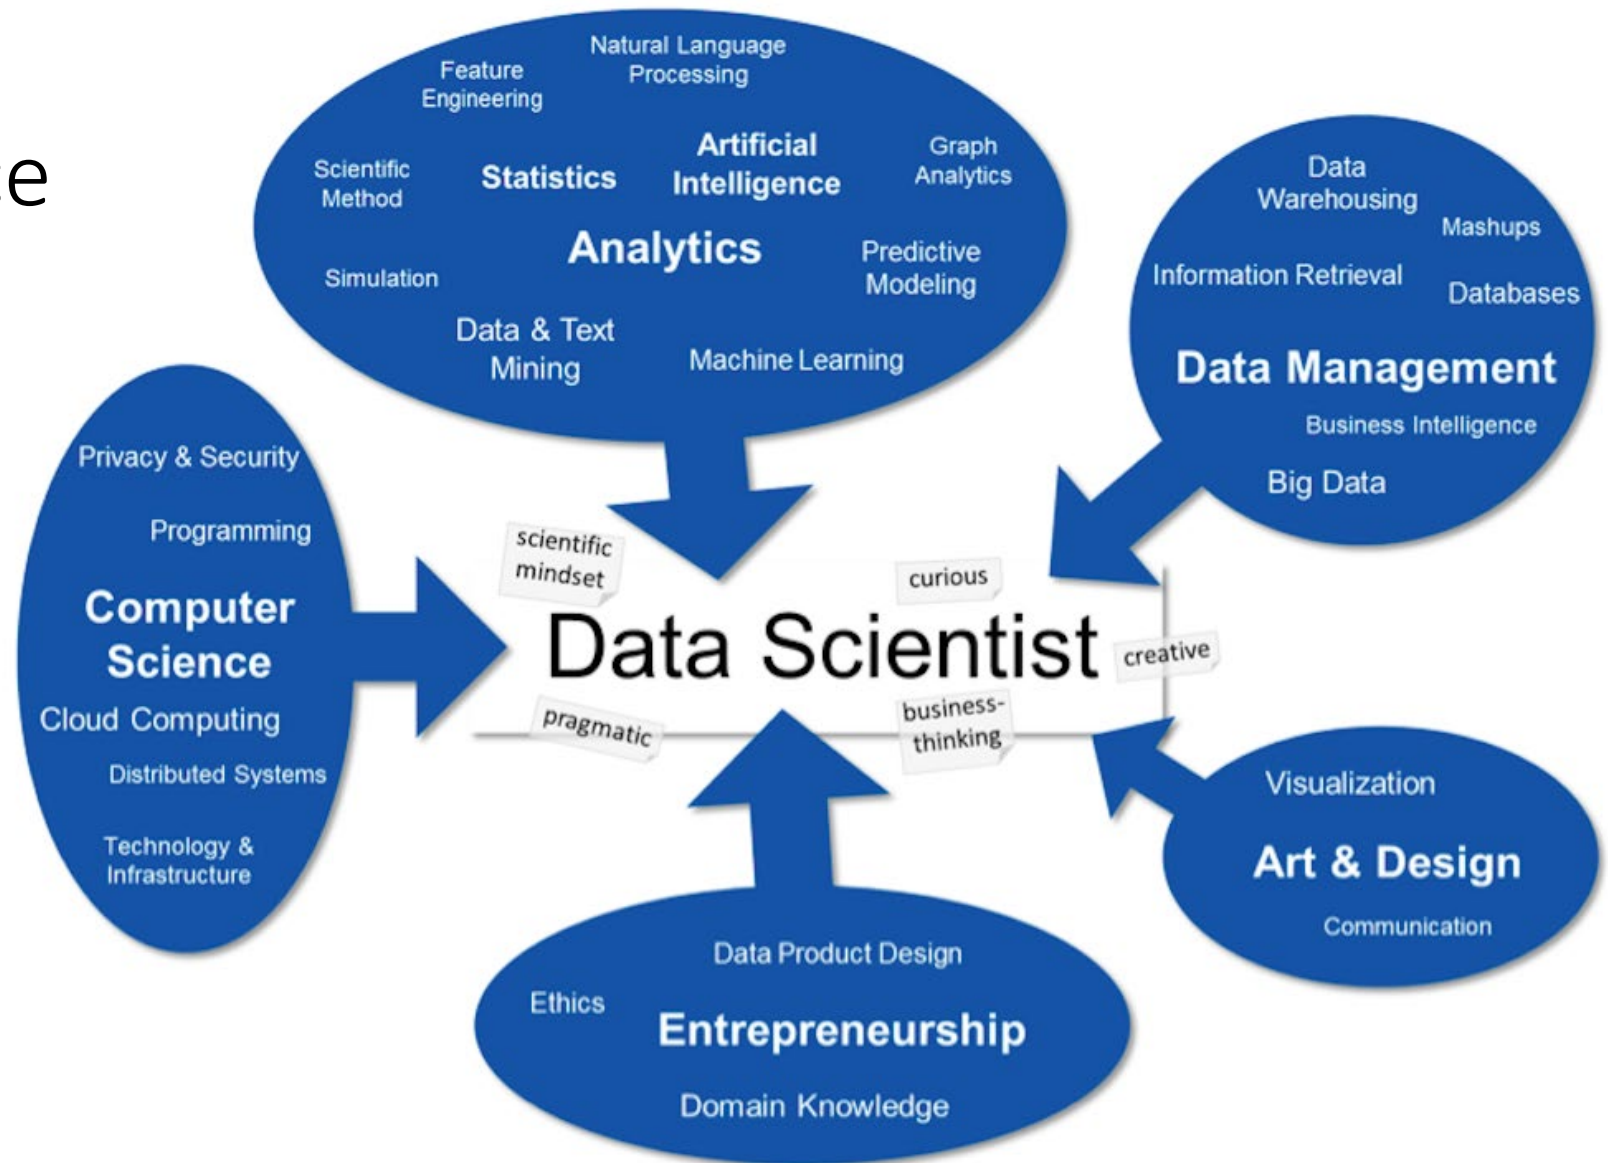 ce
Natural Language
Processing
Feature
Engineering
Artificial
Intelligence
Graph
Analytics
Scientific
Method
Statistics
Analytics
Predictive
Modeling
Simulation
Data & Text
Mining
Machine Learning
Data
Warehousing
Mashups
Information Retrieval
Databases
Data Management
Business Intelligence
Big Data
Privacy & Security
Programming
Computer
Science
Cloud Computing
Distributed Systems
Technology &
Infrastructure
scientific
mindset
curious
Data Scientist
creative
pragmatic
business-
thinking
Visualization
Art & Design
Communication
Data Product Design
Ethics
Entrepreneurship
Domain Knowledge